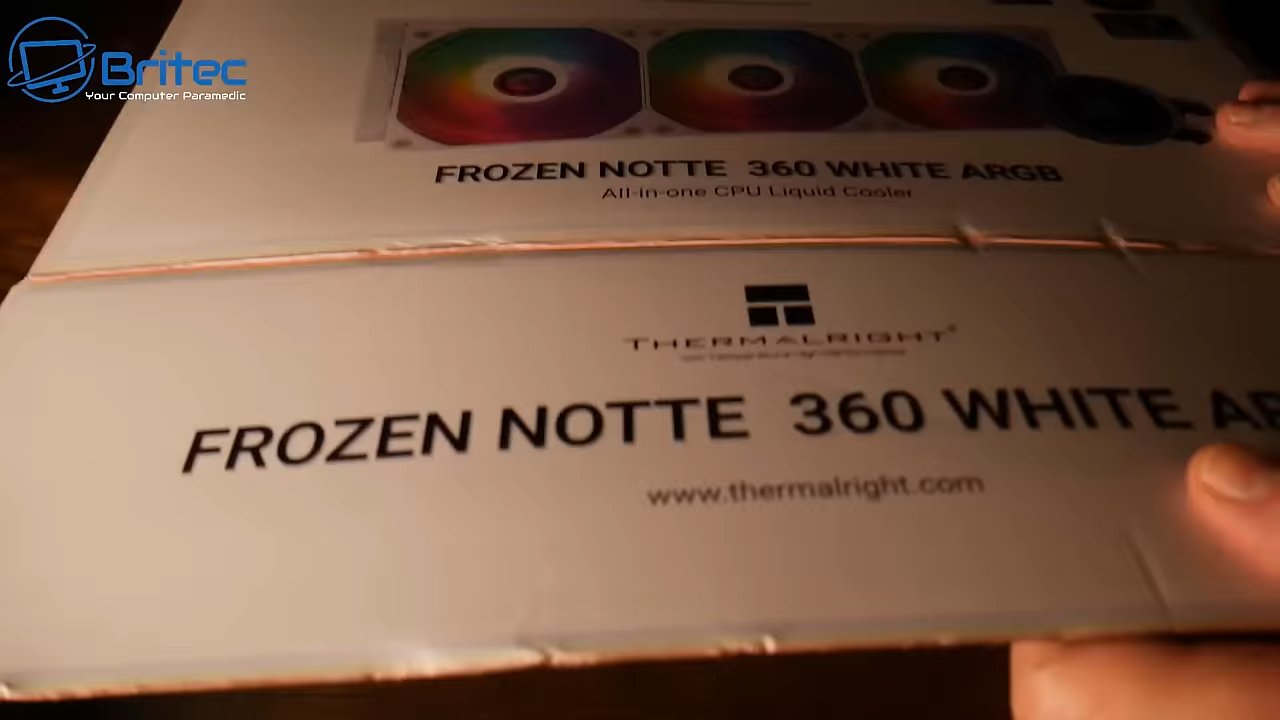 Britec
Your Computer Paramedic
FROZEN NOTTE 360 WHITE ARGB
All-in-one CPU Liquid Cooler
THERMALRIGHT
FROZEN NOTTE 360 WHITE
www.thermalright.com